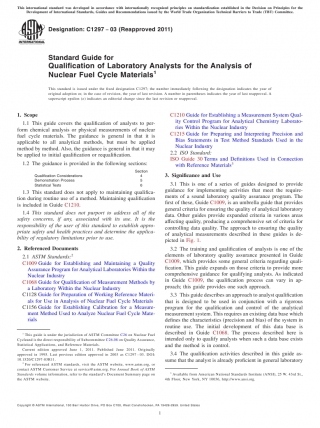 This international standard was developed in accordance with internationally recognized principles on standardization established in the Decision on Principles for the
Development of International Standards, Guides and Recommendations issued by the World Trade Organization Technical Barriers to Trade (TBT) Committee.
Designation: C1297 − 03 (Reapproved 2011)
Standard Guide for
Qualification of Laboratory Analysts for the Analysis of
Nuclear Fuel Cycle Materials1
This standard is issued under the fixed designation C1297; the number immediately following the designation indicates the year of
original adoption or, in the case of revision, the year of last revision. A number in parentheses indicates the year of last reapproval. A
superscript epsilon (ε) indicates an editorial change since the last revision or reapproval.
1. Scope
1.1 This guide covers the qualification of analysts to per-
form chemical analysis or physical measurements of nuclear
fuel cycle materials. The guidance is general in that it is
applicable to all analytical methods, but must be applied
method by method. Also, the guidance is general in that it may
be applied to initial qualification or requalification.
1.2 The guidance is provided in the following sections:
Section
Qualification Considerations 4
Demonstration Process 5
Statistical Tests 6
1.3 This standard does not apply to maintaining qualifica-
tion during routine use of a method. Maintaining qualification
is included in Guide C1210.
1.4 This standard does not purport to address all of the
safety concerns, if any, associated with its use. It is the
responsibility of the user of this standard to establish appro-
priate safety and health practices and determine the applica-
bility of regulatory limitations prior to use.
2. Referenced Documents
2.1 ASTM Standards:2
C1009 Guide for Establishing and Maintaining a Quality
Assurance Program for Analytical Laboratories Within the
Nuclear Industry
C1068 Guide for Qualification of Measurement Methods by
a Laboratory Within the Nuclear Industry
C1128 Guide for Preparation of Working Reference Materi-
als for Use in Analysis of Nuclear Fuel Cycle Materials
C1156 Guide for Establishing Calibration for a Measure-
ment Method Used to Analyze Nuclear Fuel Cycle Mate-
rials
1 This guide is under the jurisdiction of ASTM Committee C26 on Nuclear Fuel
Cycle and is the direct responsibility of Subcommittee C26.08 on Quality Assurance,
Statistical Applications, and Reference Materials.
Current edition approved June 1, 2011. Published June 2011. Originally
approved in 1995. Last previous edition approved in 2003 as C1297 – 03. DOI:
10.1520/C1297-03R11.
2 For referenced ASTM standards, visit the ASTM website, www.astm.org, or
contact ASTM Customer Service at service@astm.org. For Annual Book of ASTM
Standards volume information, refer to the standard's Document Summary page on
the ASTM website.
C1210 Guide for Establishing a Measurement System Qual-
ity Control Program for Analytical Chemistry Laborato-
ries Within the Nuclear Industry
C1215 Guide for Preparing and Interpreting Precision and
Bias Statements in Test Method Standards Used in the
Nuclear Industry
2.2 ISO Standard:
ISO Guide 30 Terms and Definitions Used in Connection
with Reference Materials3
3. Significance and Use
3.1 This is one of a series of guides designed to provide
guidance for implementing activities that meet the require-
ments of a sound laboratory quality assurance program. The
first of these, Guide C1009, is an umbrella guide that provides
general criteria for ensuring the quality of analytical laboratory
data. Other guides provide expanded criteria in various areas
affecting quality, producing a comprehensive set of criteria for
controlling data quality. The approach to ensuring the quality
of analytical measurements described in these guides is de-
picted in Fig. 1.
3.2 The training and qualification of analysts is one of the
elements of laboratory quality assurance presented in Guide
C1009, which provides some general criteria regarding quali-
fication. This guide expands on those criteria to provide more
comprehensive guidance for qualifying analysts. As indicated
in Guide C1009, the qualification process can vary in ap-
proach; this guide provides one such approach.
3.3 This guide describes an approach to analyst qualification
that is designed to be used in conjunction with a rigorous
program for the qualification and control of the analytical
measurement system. This requires an existing data base which
defines the characteristics (precision and bias) of the system in
routine use. The initial development of this data base is
described in Guide C1068. The process described here is
intended only to qualify analysts when such a data base exists
and the method is in control.
3.4 The qualification activities described in this guide as-
sume that the analyst is already proficient in general laboratory
3 Available from American National Standards Institute (ANSI), 25 W. 43rd St.,
4th Floor, New York, NY 10036, http://www.ansi.org.
1